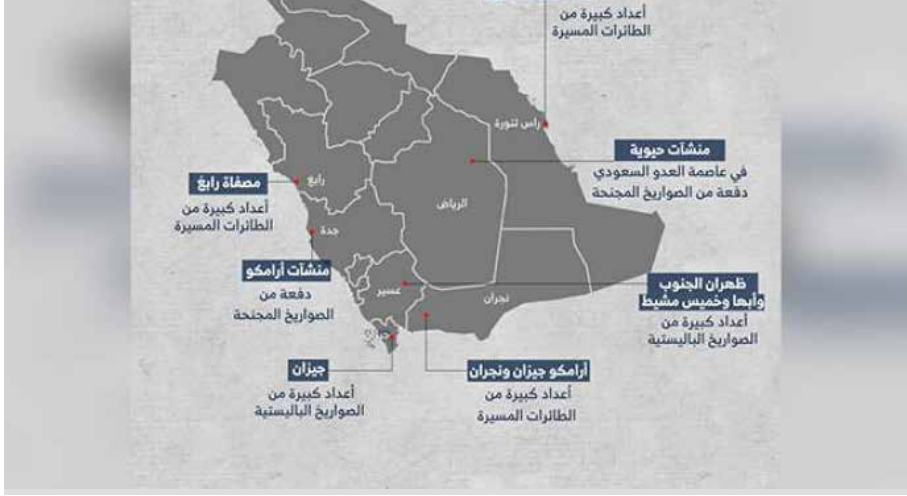 أعداد كبيرة من
الطائرات المسيرة
راس تنورة
منشآت حيوية
في عاصمة العدو السعودي
دفعة من الصواريخ المجنحة
مصفاة رابغ
أعداد كبيرة من
الطائرات المسيرة
رابغ
الرياض
جدة
منشآت أرامكو
دفعة من
الصواريخ المجنحة
عسير
نجران
ظهران الجنوب
وأبها وخميس مشيط
أعداد كبيرة من
الصواريخ الباليستية
جيزان
أعداد كبيرة من
الصواريخ الباليستية
أرامكو جيزان ونجران
أعداد كبيرة من
الطائرات المسيرة